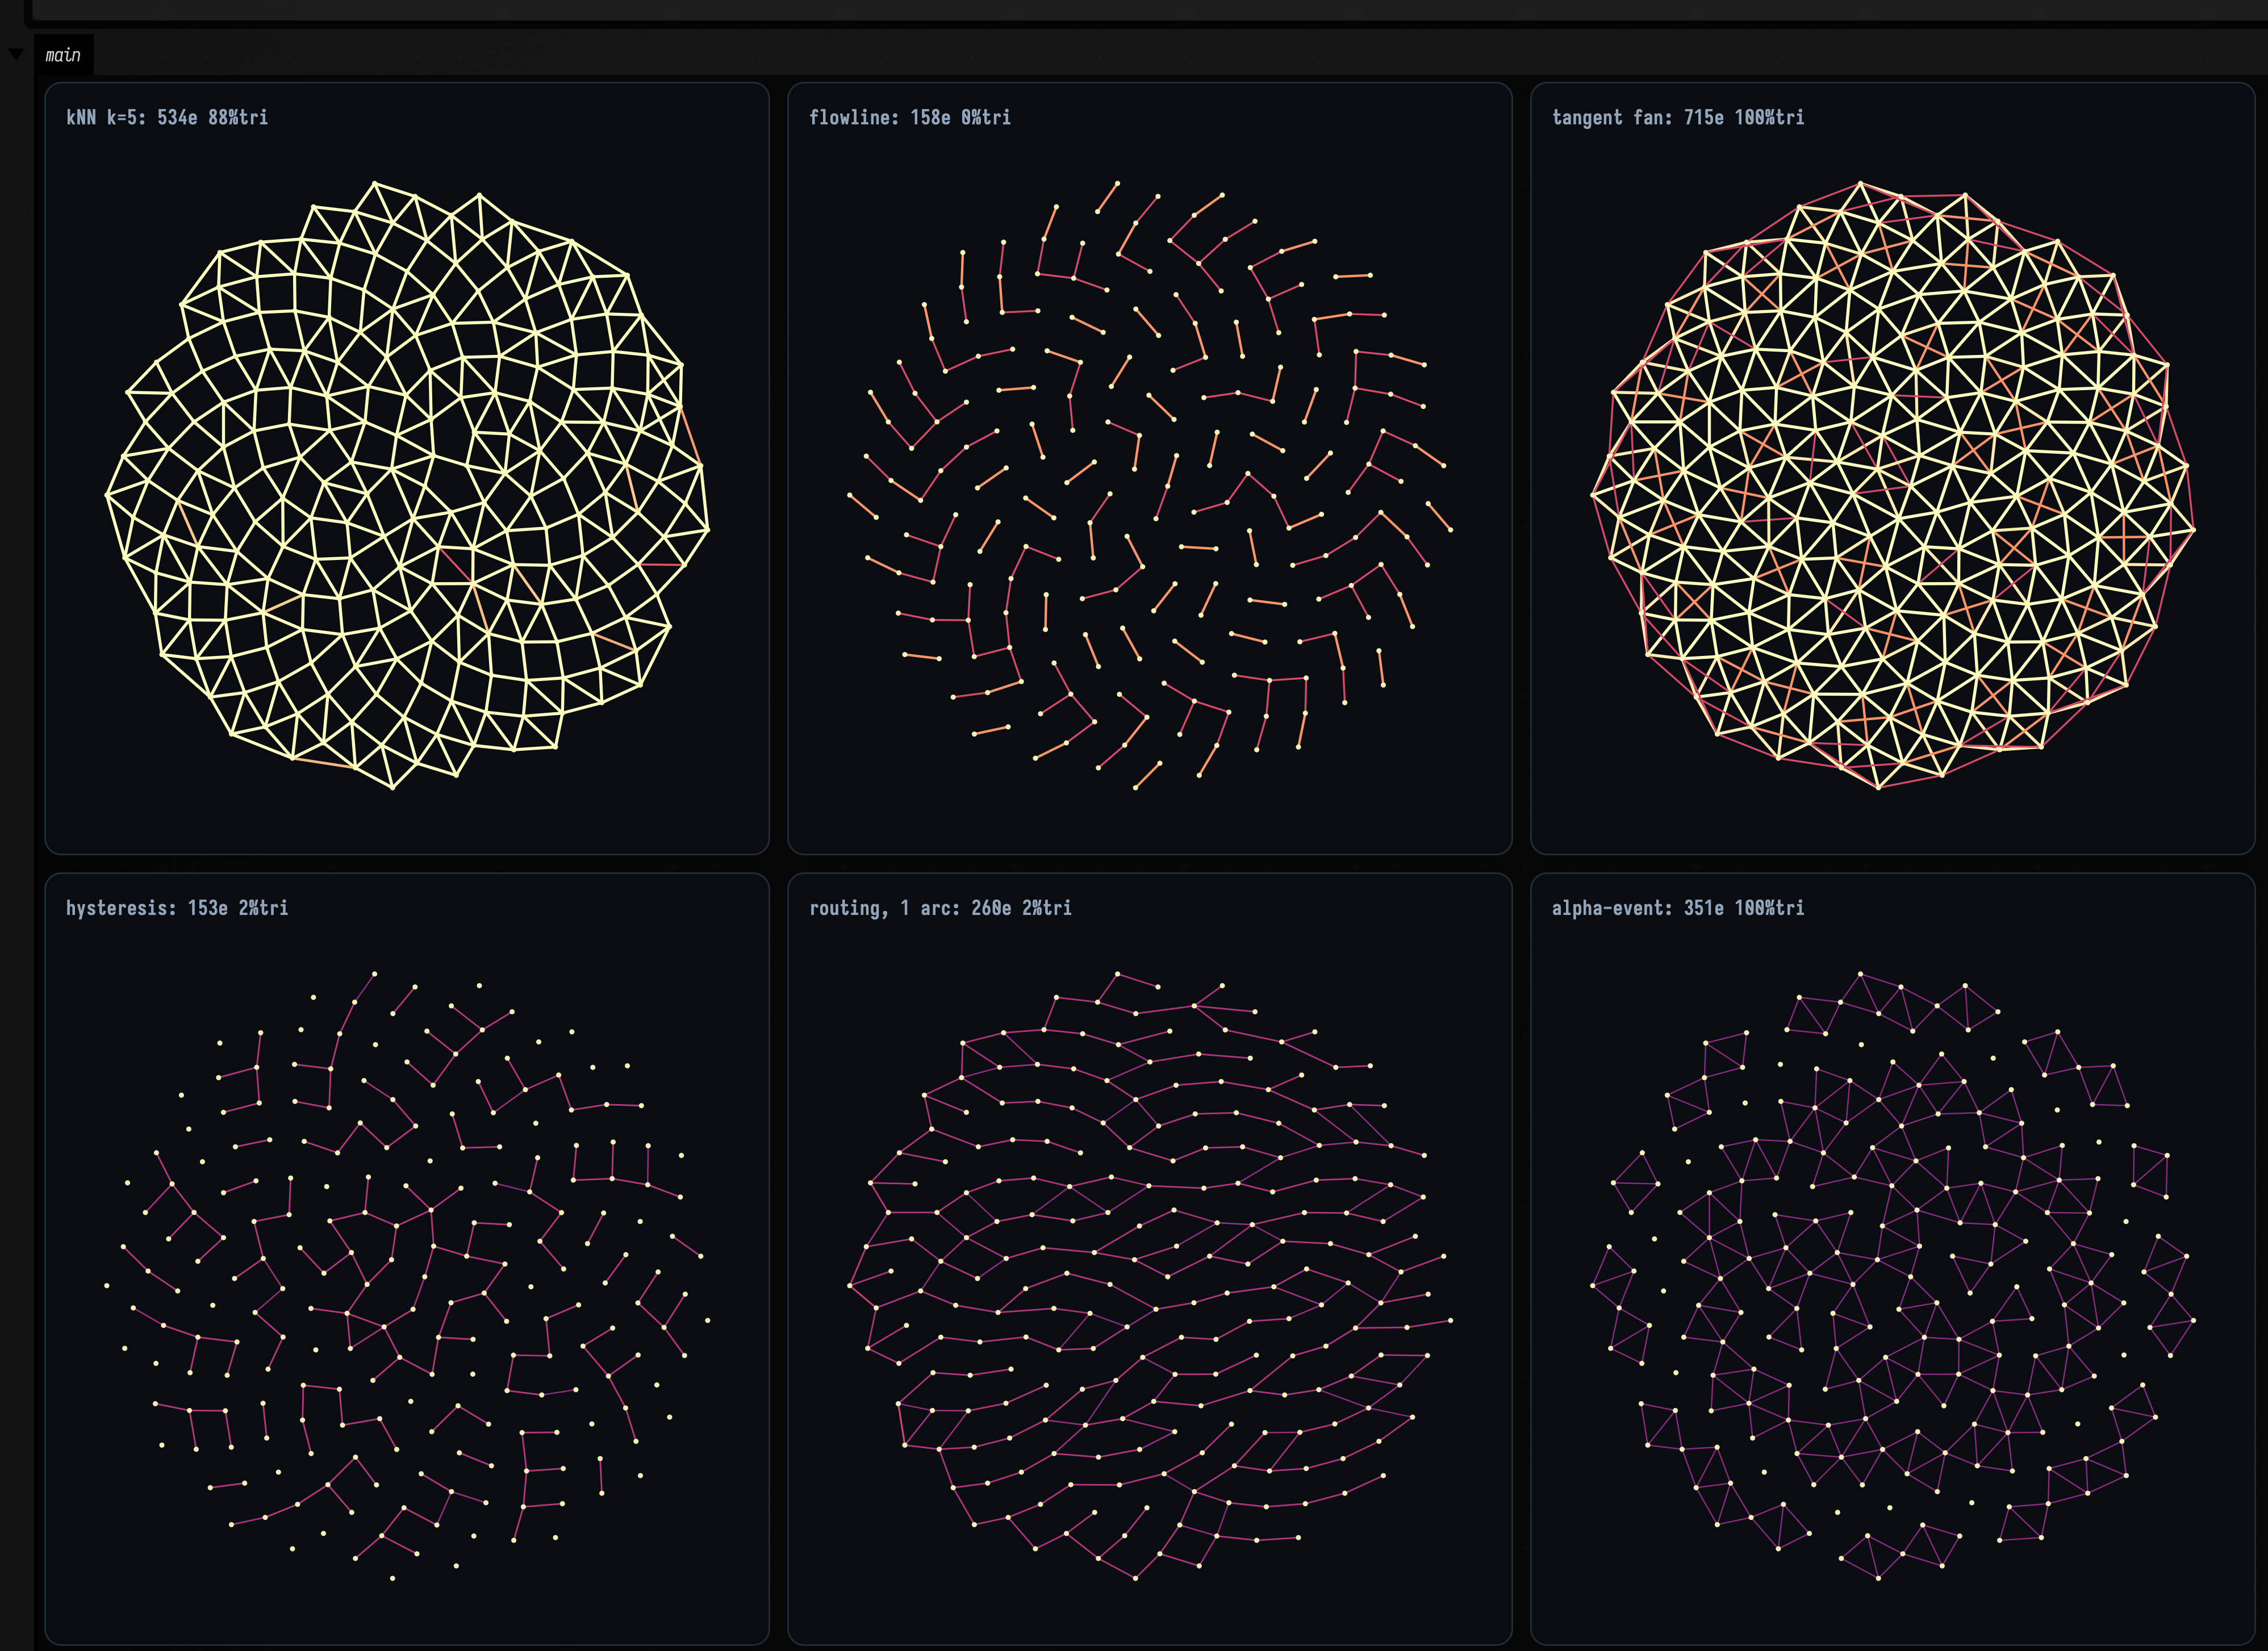 main
kNN k=5: 534e 88%tri
flowline: 158e 0%tri
tangent fan: 715e 100%tri
hysteresis: 153e 2%tri
routing, 1 arc: 260e 2%tri
alpha-event: 351e 100%tri